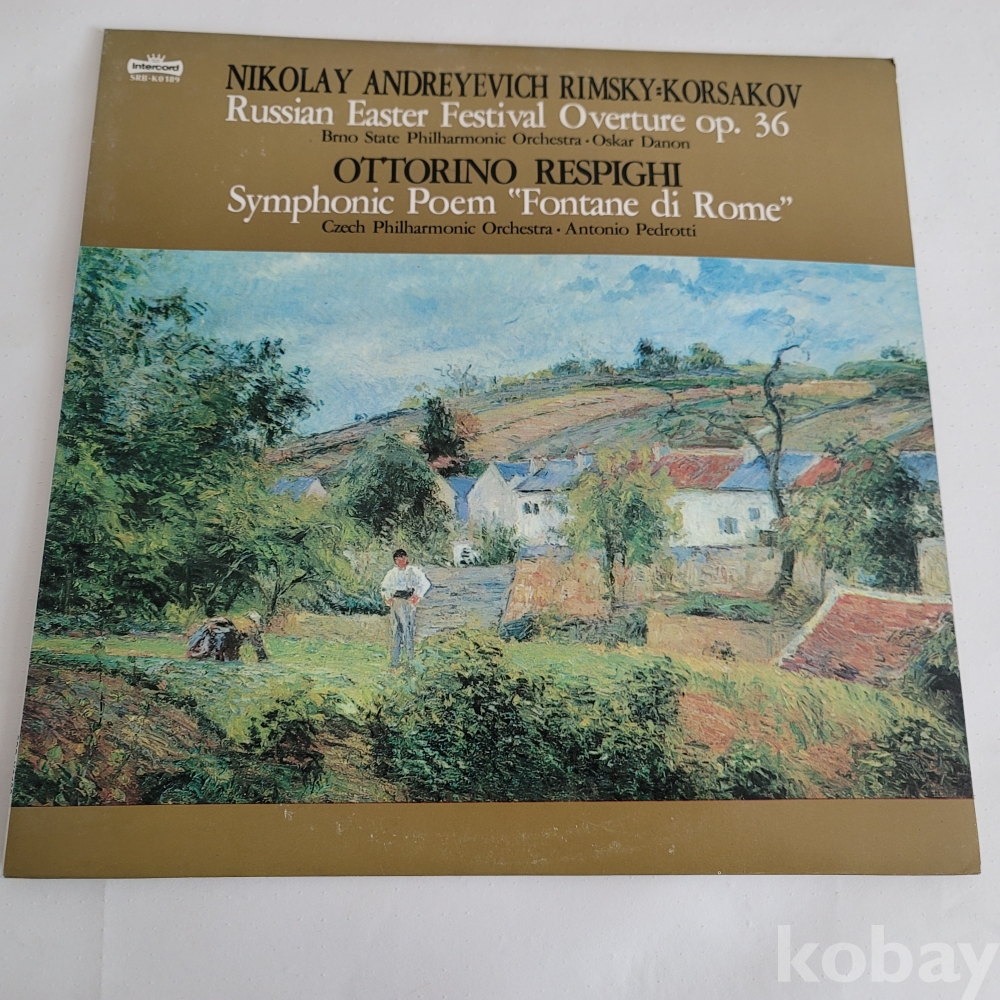 Intercord
SRB-K0189
NIKOLAY ANDREYEVICH RIMSKY=KORSAKOV
Russian Easter Festival Overture op. 36
Brno State Philharmonic Orchestra · Oskar Danon
OTTORINO RESPIGHI
Symphonic Poem "Fontane di Rome"
Czech Philharmonic Orchestra · Antonio Pedrotti
kobay